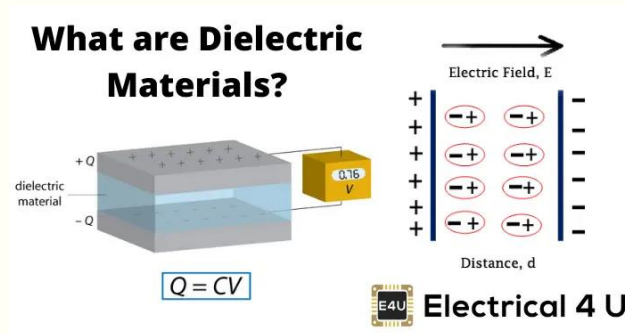 What are Dielectric
Materials?
Electric Field, E
+ Q
dielectric
material
- Q
0.76
V
Q = CV
Distance, d
E4U
Electrical 4 U